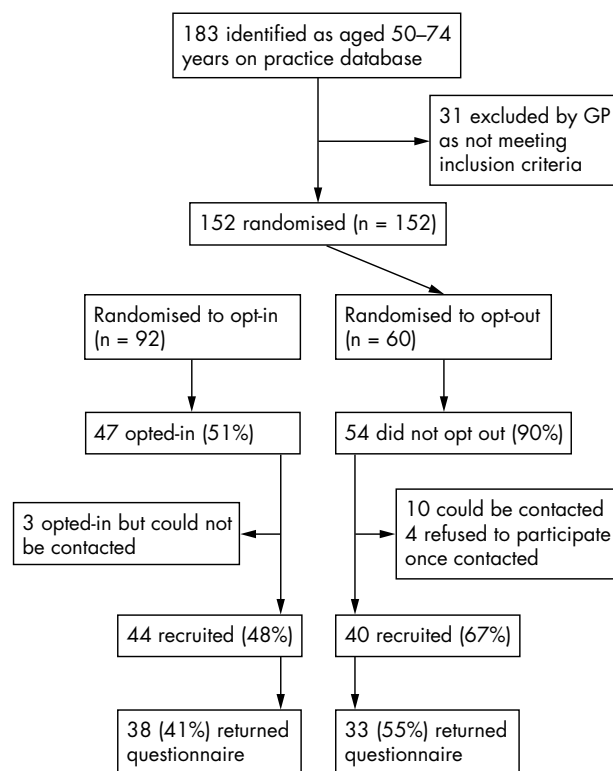 183 identified as aged 50–74
years on practice database
31 excluded by GP
as not meeting
inclusion criteria
152 randomised (n = 152)
Randomised to opt-in
(n = 92)
Randomised to opt-out
(n = 60)
47 opted-in (51%)
54 did not opt out (90%)
3 opted-in but could not
be contacted
10 could be contacted
4 refused to participate
once contacted
44 recruited (48%)
40 recruited (67%)
38 (41%) returned
questionnaire
33 (55%) returned
questionnaire